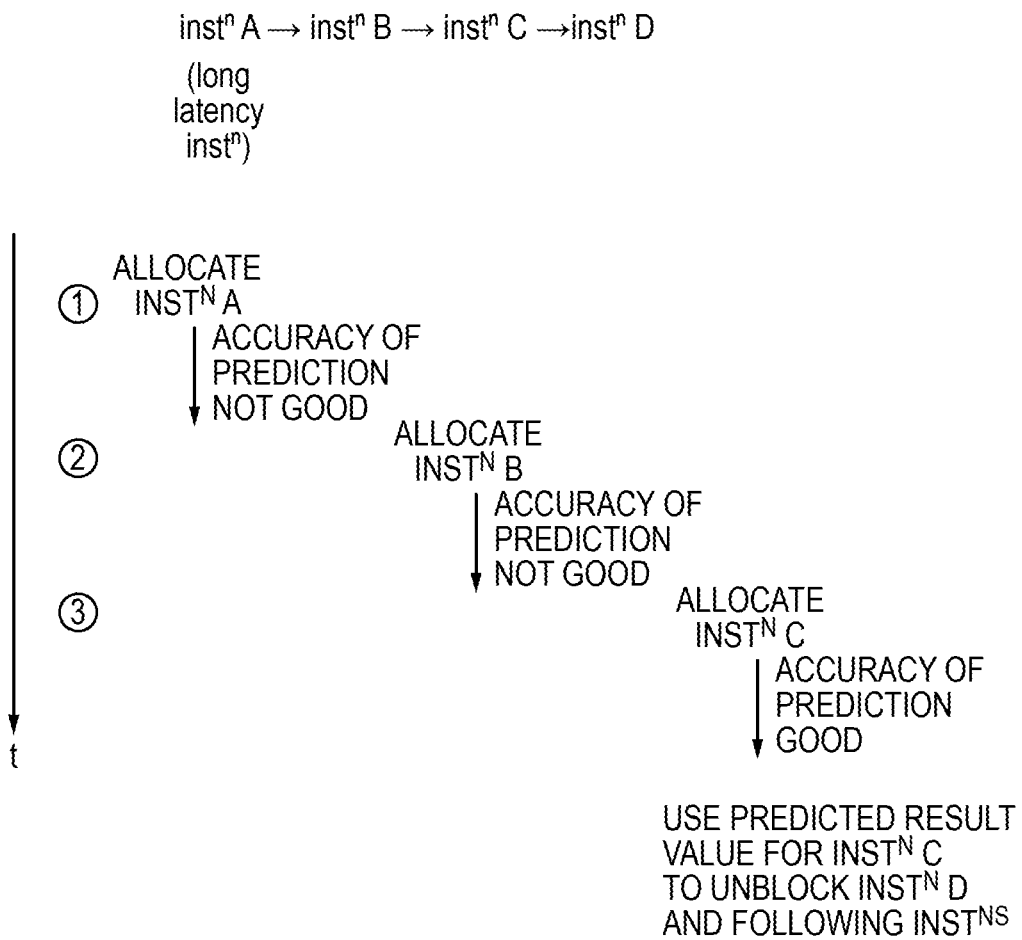 instⁿ A → instⁿ B → instⁿ C →instⁿ D
(long
latency
instⁿ)
ALLOCATE
① INSTᴺ A
ACCURACY OF
PREDICTION
NOT GOOD
ALLOCATE
② INSTᴺ B
ACCURACY OF
PREDICTION
NOT GOOD
③ ALLOCATE
INSTᴺ C
ACCURACY OF
PREDICTION
GOOD
t
USE PREDICTED RESULT
VALUE FOR INSTᴺ C
TO UNBLOCK INSTᴺ D
AND FOLLOWING INSTᴺˢ